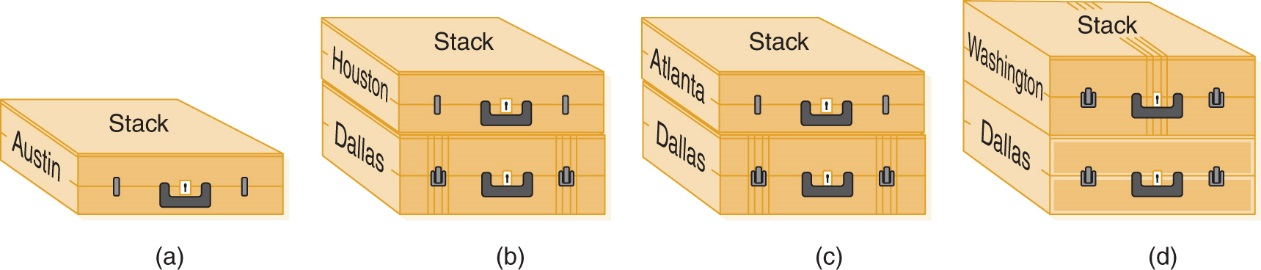 Stack
Austin
(a)
Stack
Houston
Dallas
(b)
Stack
Atlanta
Dallas
(c)
Stack
Washington
Dallas
(d)